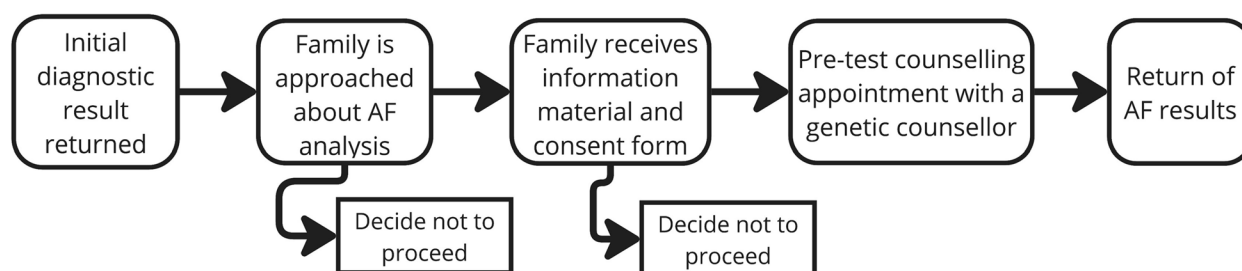 Initial
diagnostic
result
returned
Family is
approached
about AF
analysis
Family receives
information
material and
consent form
Pre-test counselling
appointment with a
genetic counsellor
Return of
AF results
Decide not to
proceed
Decide not to
proceed